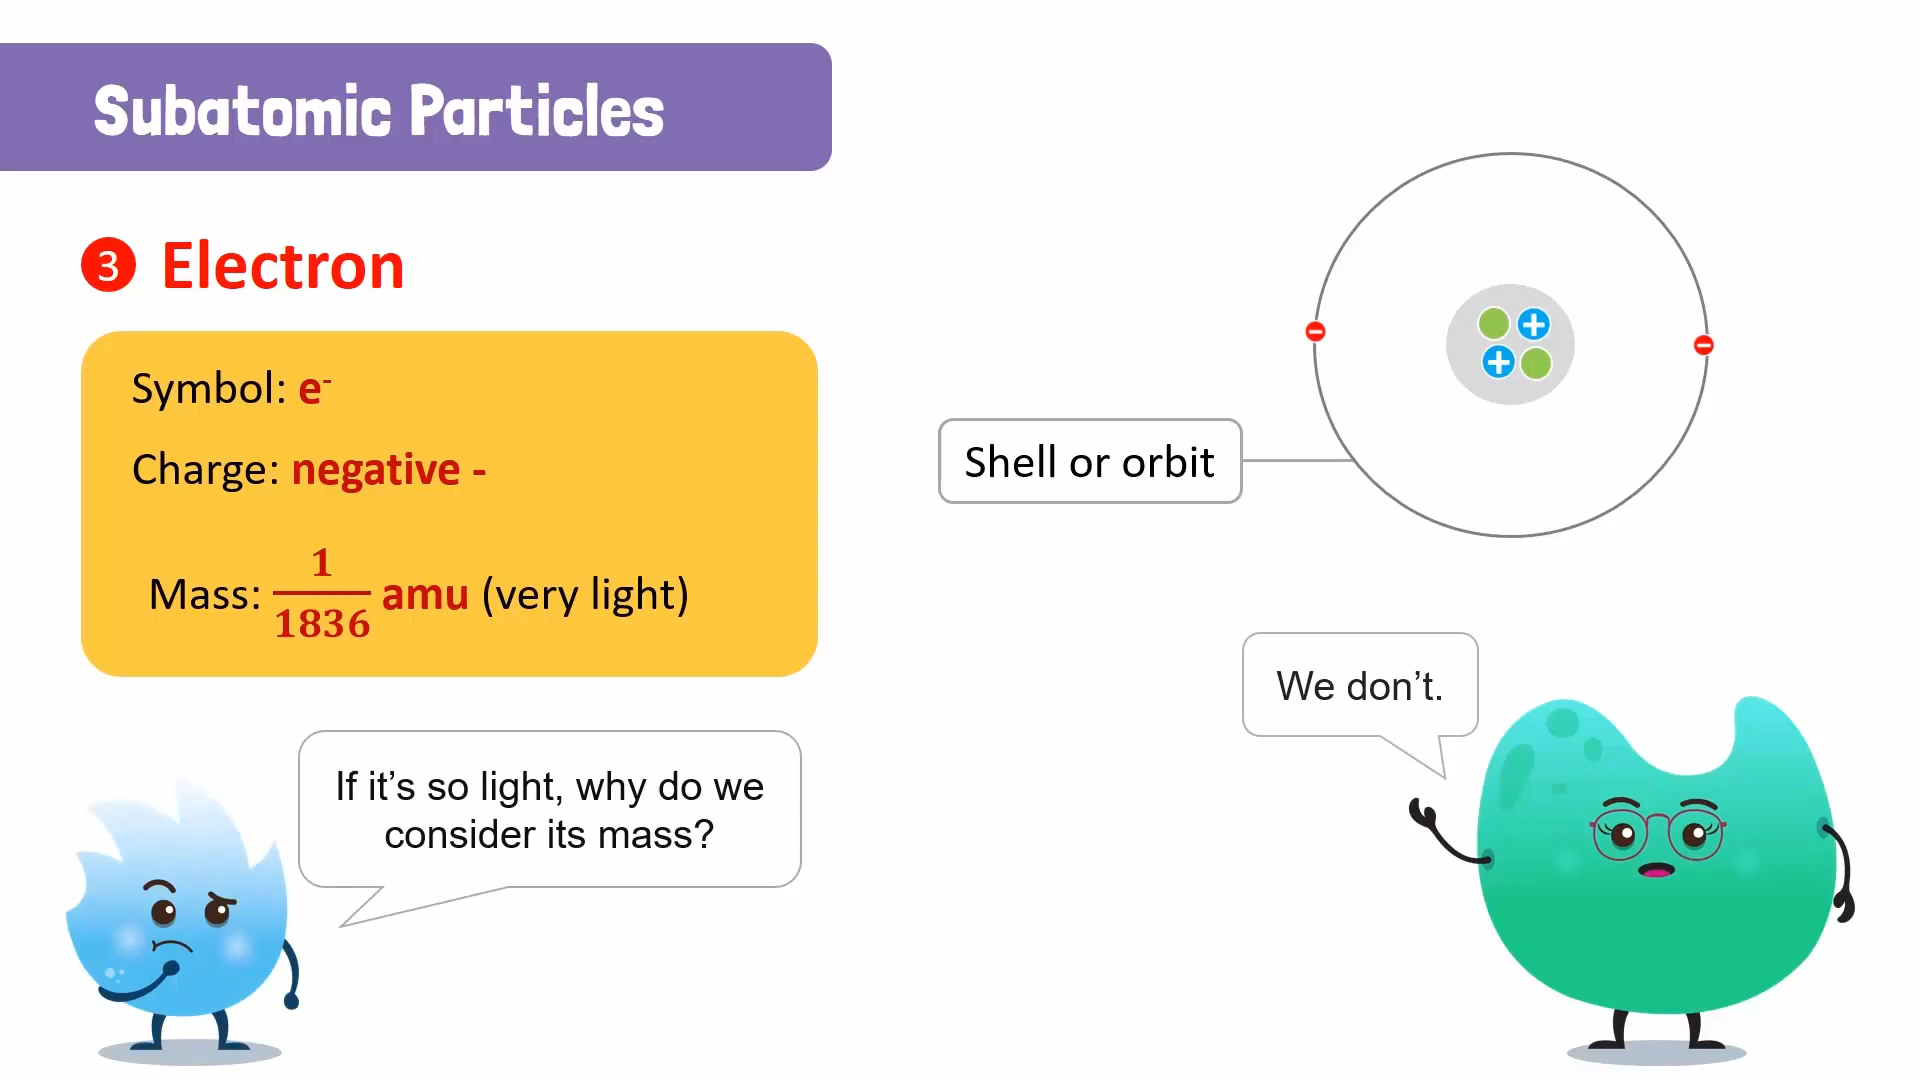 Subatomic Particles
3 Electron
Symbol: e-
Charge: negative -
Mass: 1/1836 amu (very light)
Shell or orbit
We don’t.
If it’s so light, why do we
consider its mass?